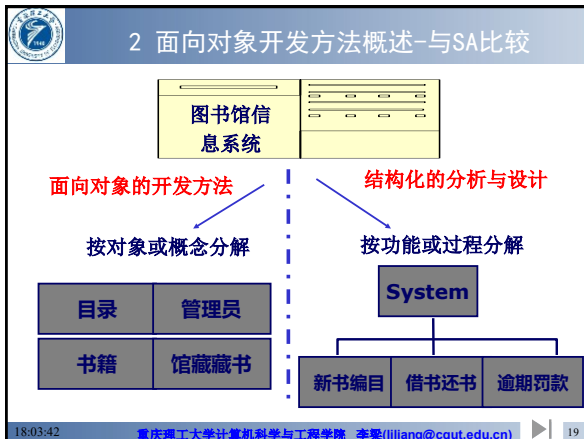 2 面向对象开发方法概述-与SA比较
图书馆信
息系统
面向对象的开发方法
结构化的分析与设计
按对象或概念分解
按功能或过程分解
目录
管理员
书籍
馆藏藏书
System
新书编目
借书还书
逾期罚款
18:03:42
重庆理工大学计算机科学与工程学院 李梁(liliang@cqut.edu.cn)
19